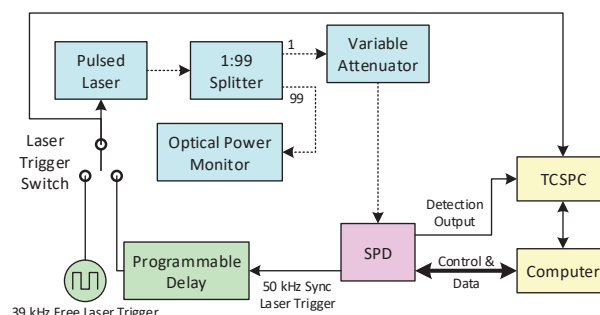 Pulsed
Laser
1:99
Splitter
1
99
Variable
Attenuator
Optical Power
Monitor
Laser
Trigger
Switch
TCSPC
Detection
Output
SPD
Programmable
Delay
50 kHz Sync
Laser Trigger
Control &
Data
Computer
39 kHz Free Laser Trigger